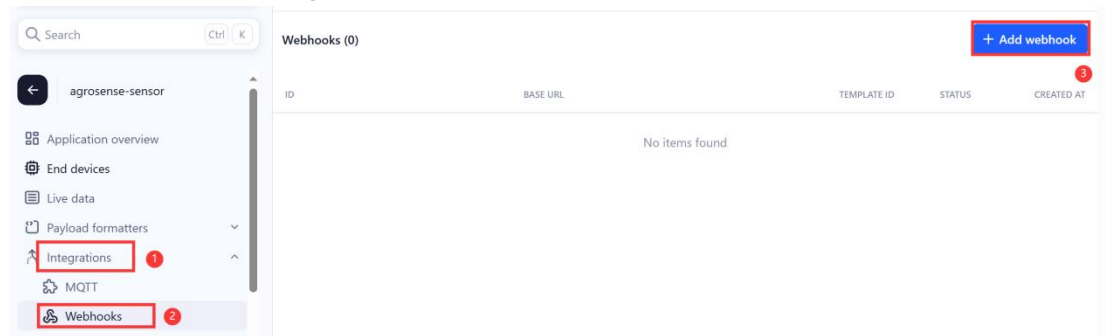 Search Ctrl K
agrosense-sensor
Application overview
End devices
Live data
Payload formatters
Integrations 1
MQTT
Webhooks 2
Webhooks (0)
+ Add webhook
3
ID BASE URL TEMPLATE ID STATUS CREATED AT
No items found